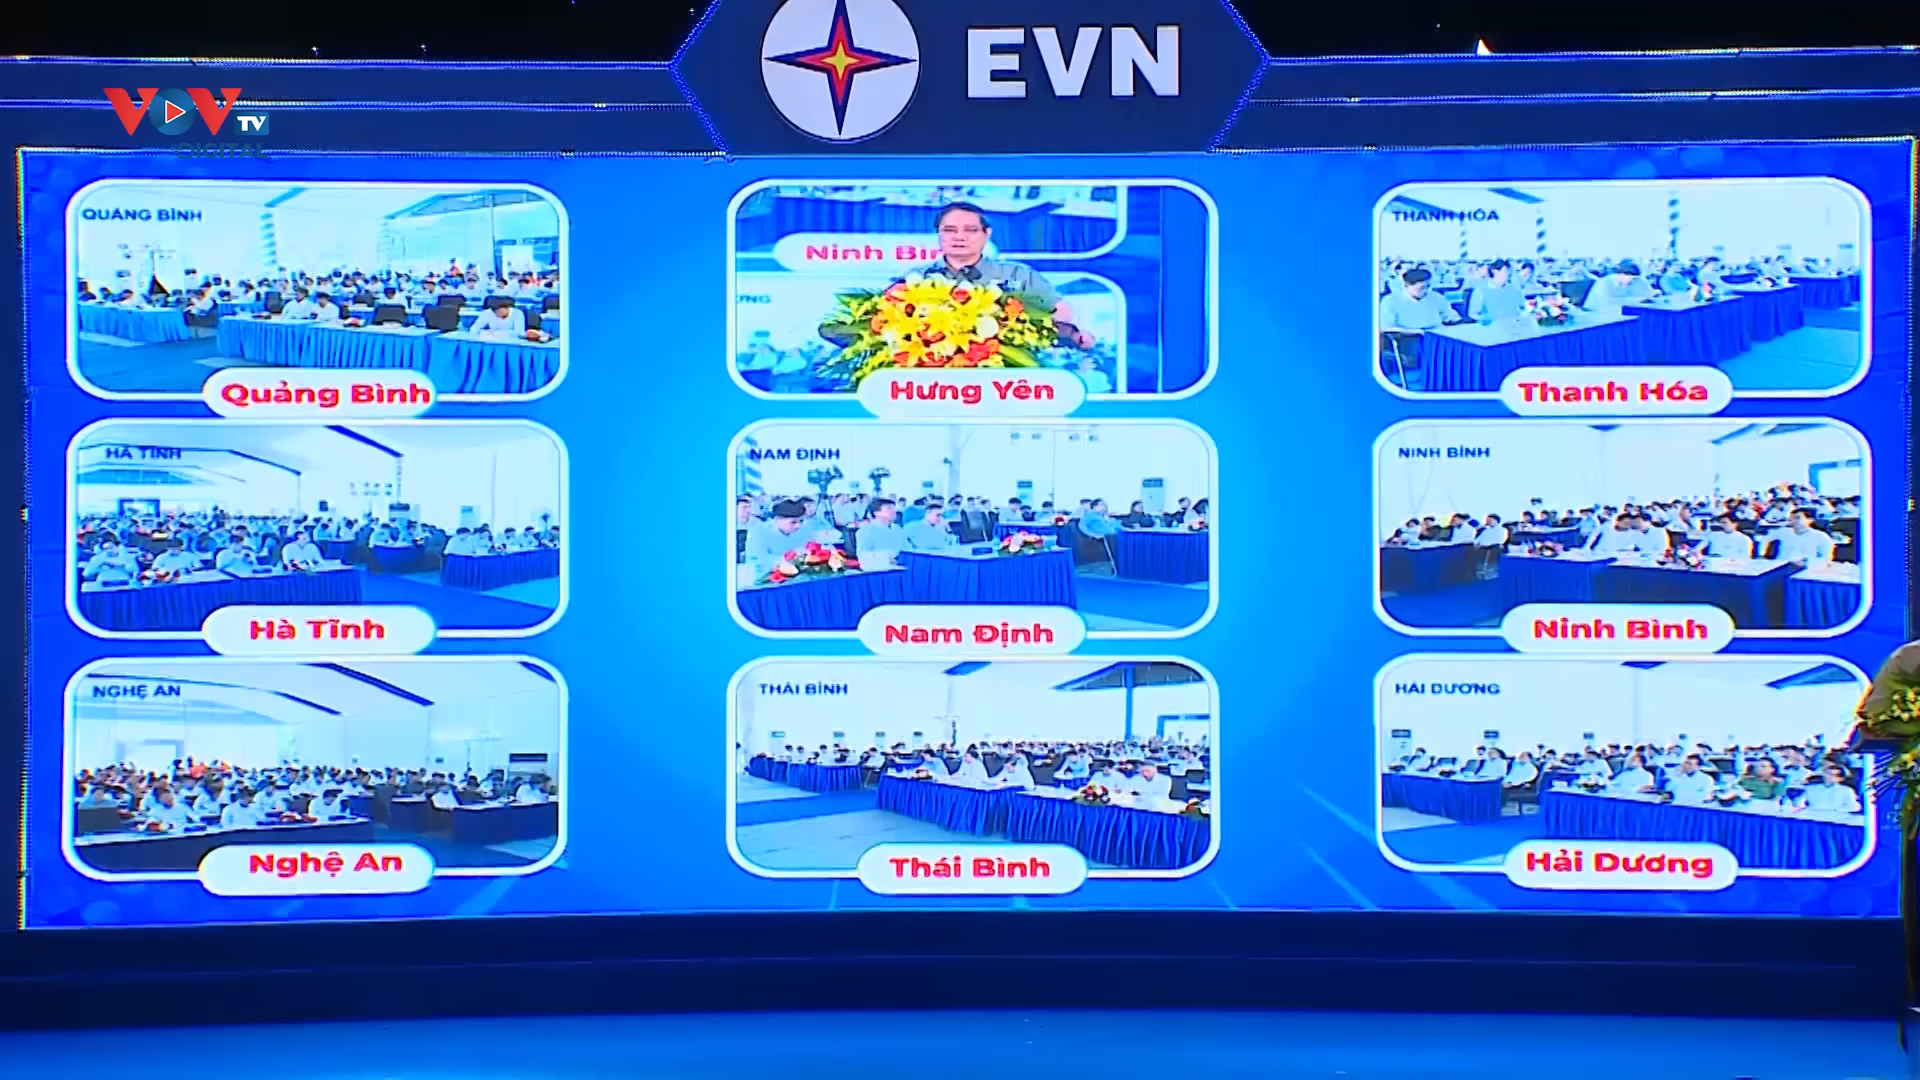 EVN
VOV TV
DIGITAL
QUẢNG BÌNH
Quảng Bình
Ninh Bìn
ƠNG
Hưng Yên
THANH HÓA
Thanh Hóa
HÀ TĨNH
Hà Tĩnh
NAM ĐỊNH
Nam Định
NINH BÌNH
Ninh Bình
NGHỆ AN
Nghệ An
THÁI BÌNH
Thái Bình
HẢI DƯƠNG
Hải Dương